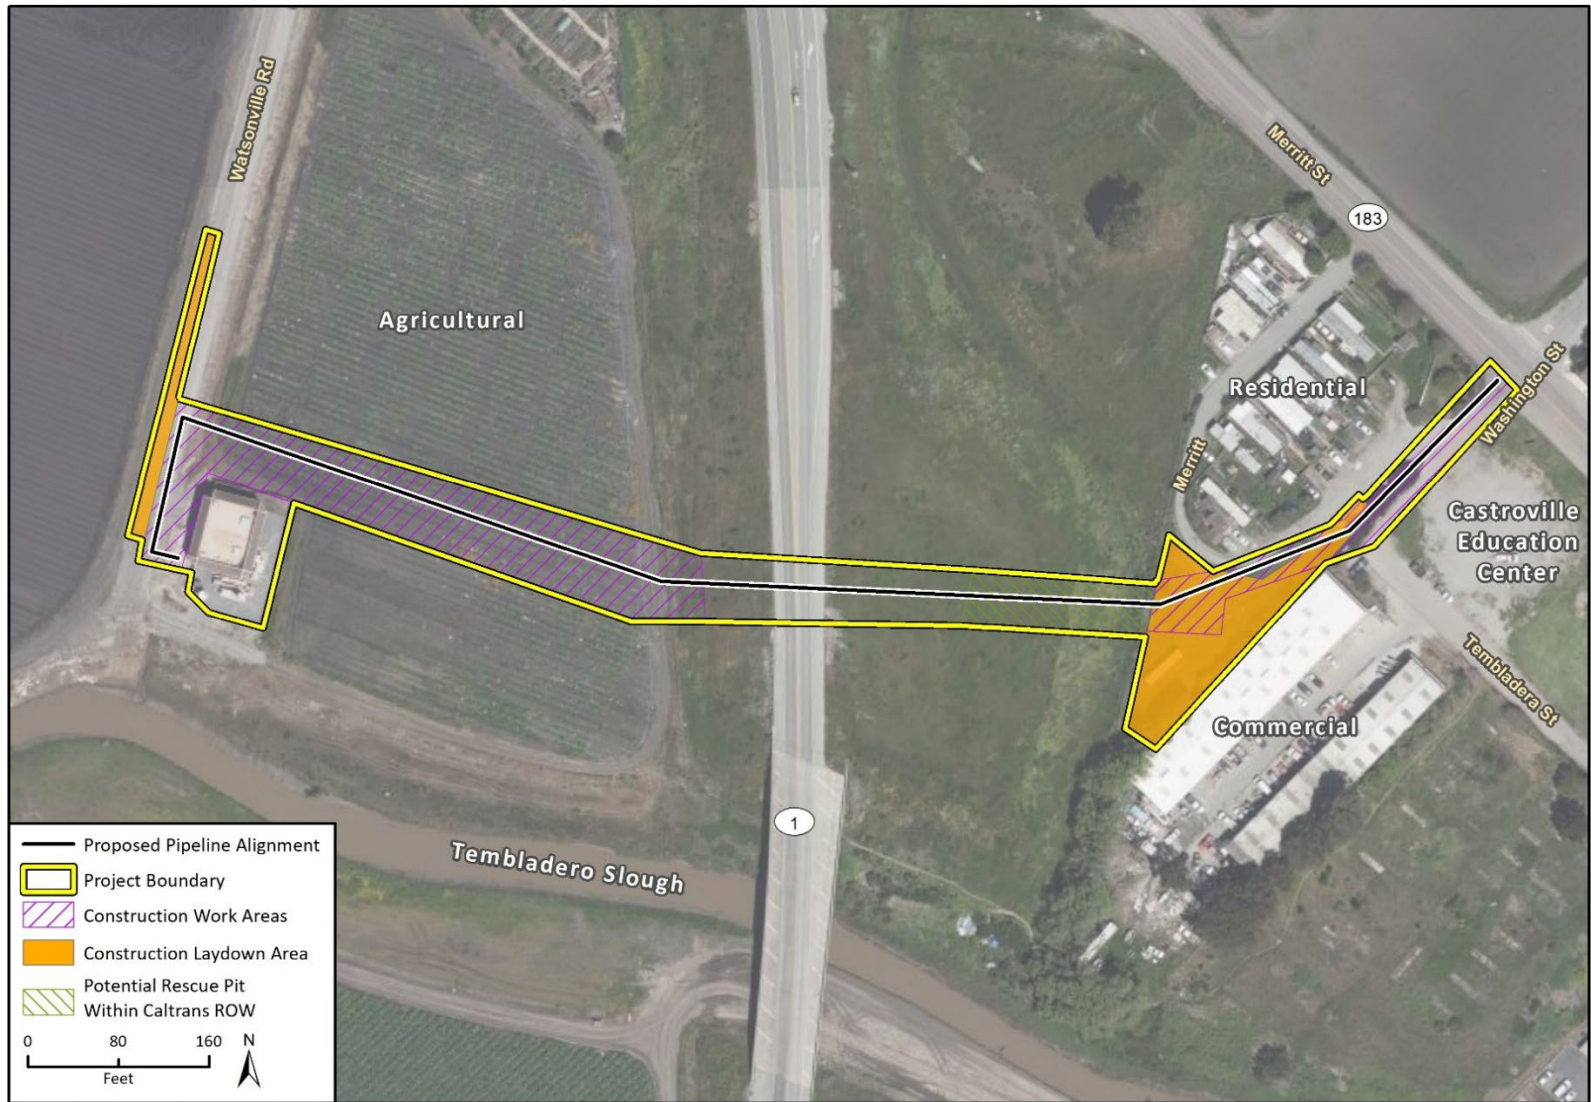 Watsonville Rd
Merritt St
183
Agricultural
Residential
Washington St
Merritt
Castroville
Education
Center
Tembladera St
Commercial
1
Tembladero Slough
Proposed Pipeline Alignment
Project Boundary
Construction Work Areas
Construction Laydown Area
Potential Rescue Pit
Within Caltrans ROW
0 80 160
Feet
N